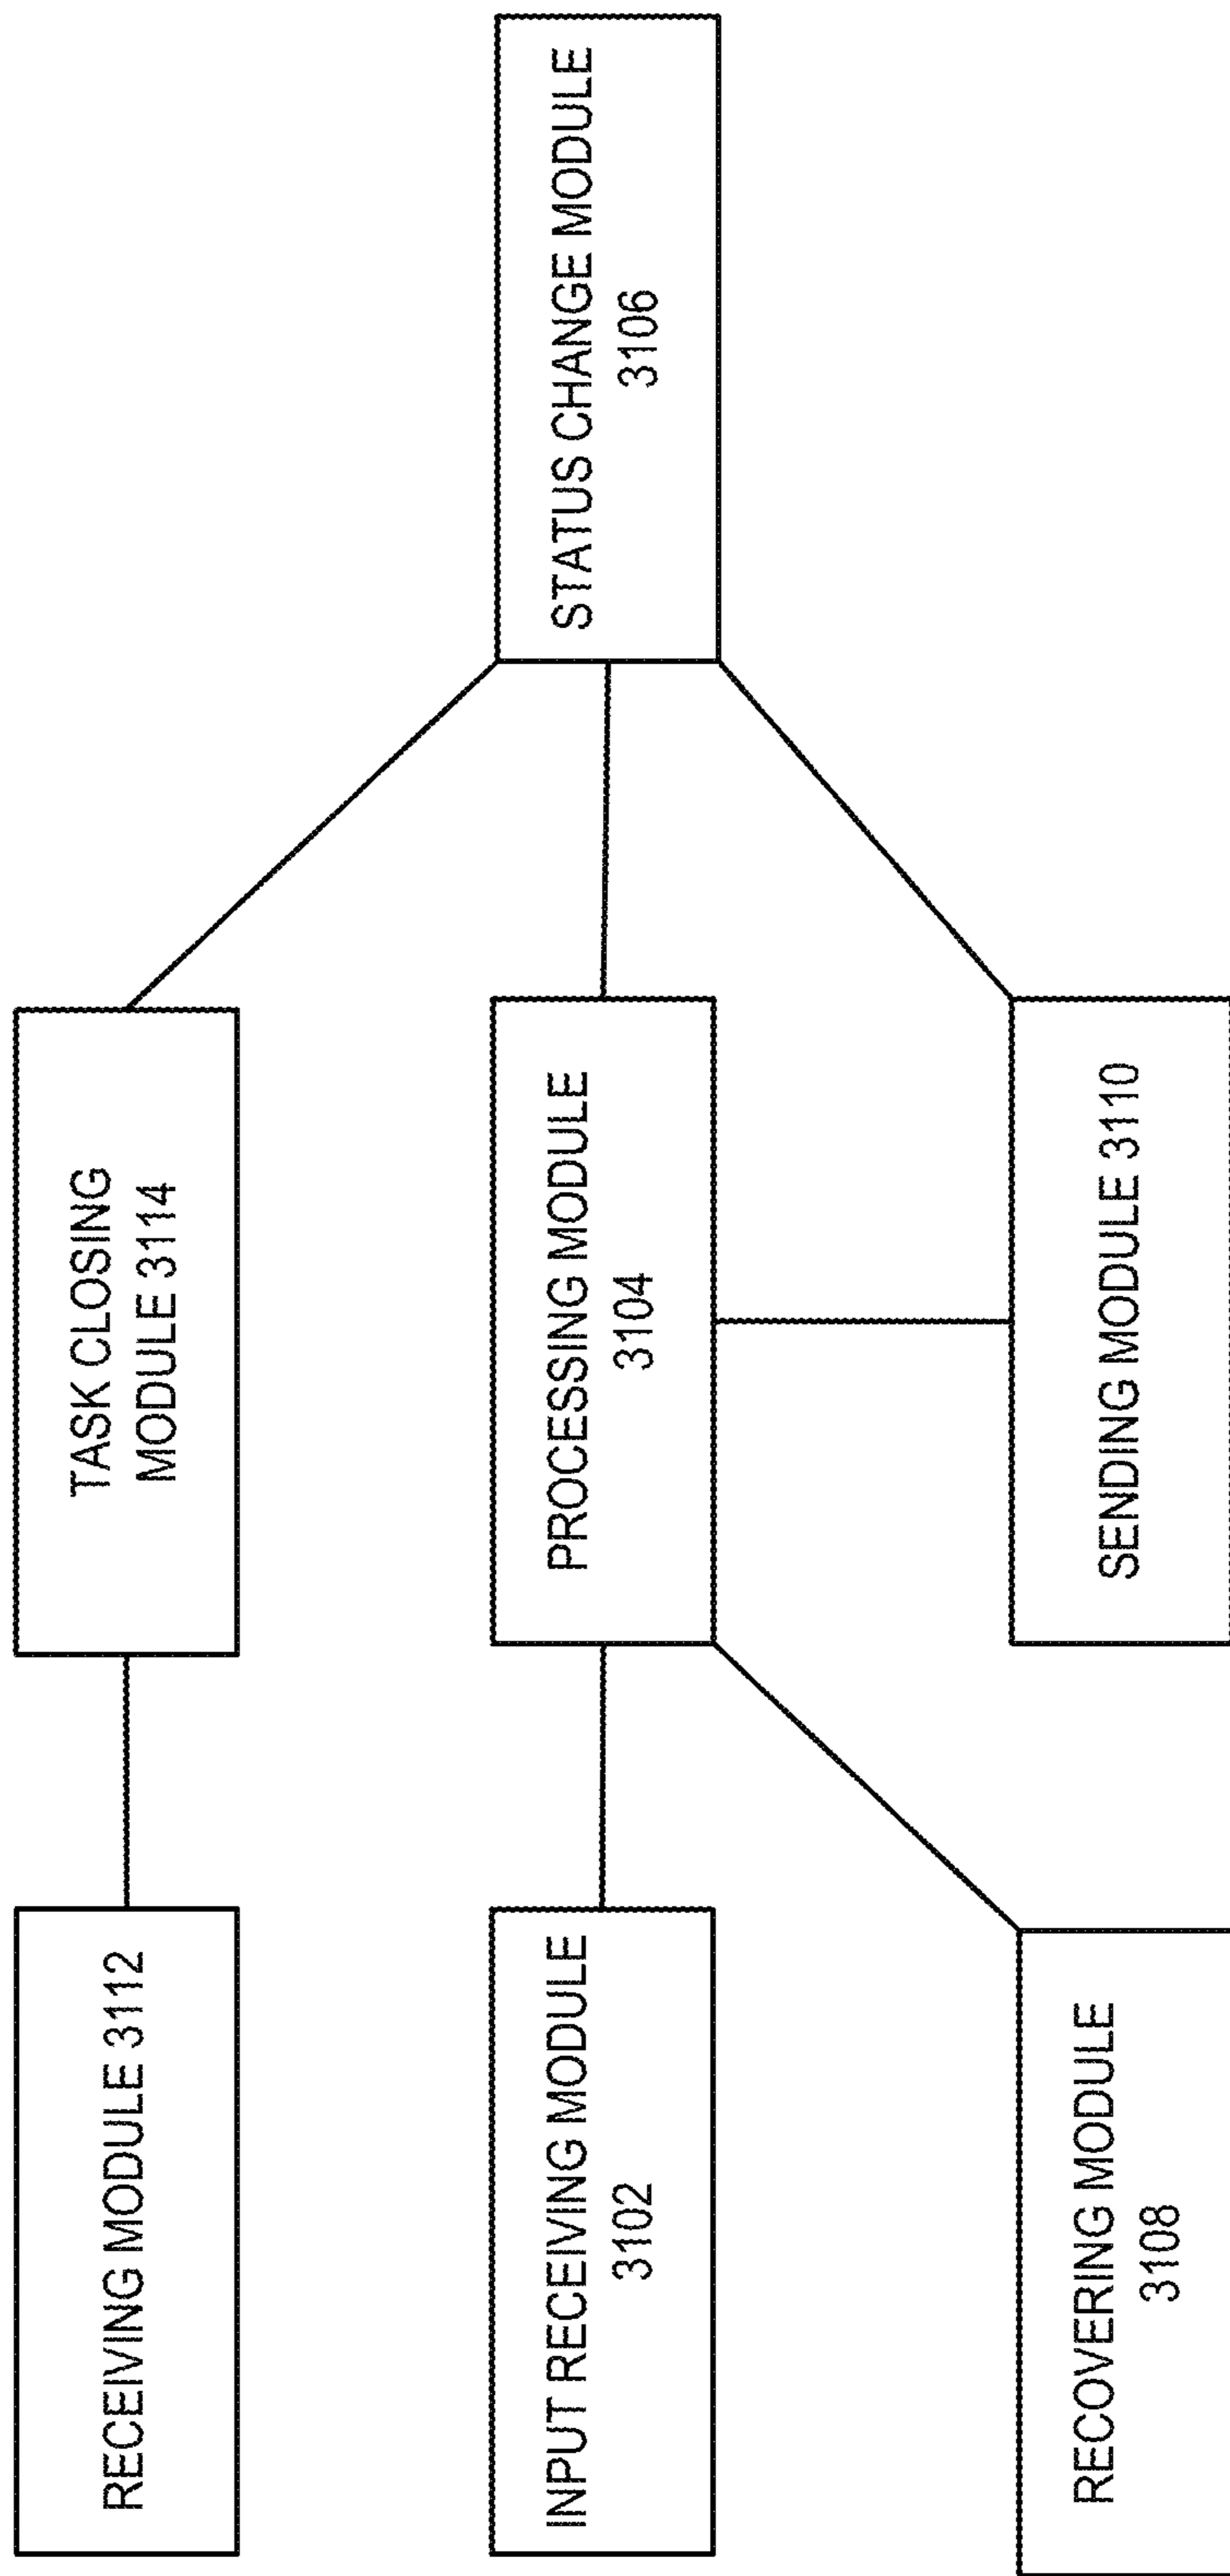 RECEIVING MODULE 3112
TASK CLOSING
MODULE 3114
INPUT RECEIVING MODULE
3102
PROCESSING MODULE
3104
STATUS CHANGE MODULE
3106
RECOVERING MODULE
3108
SENDING MODULE 3110